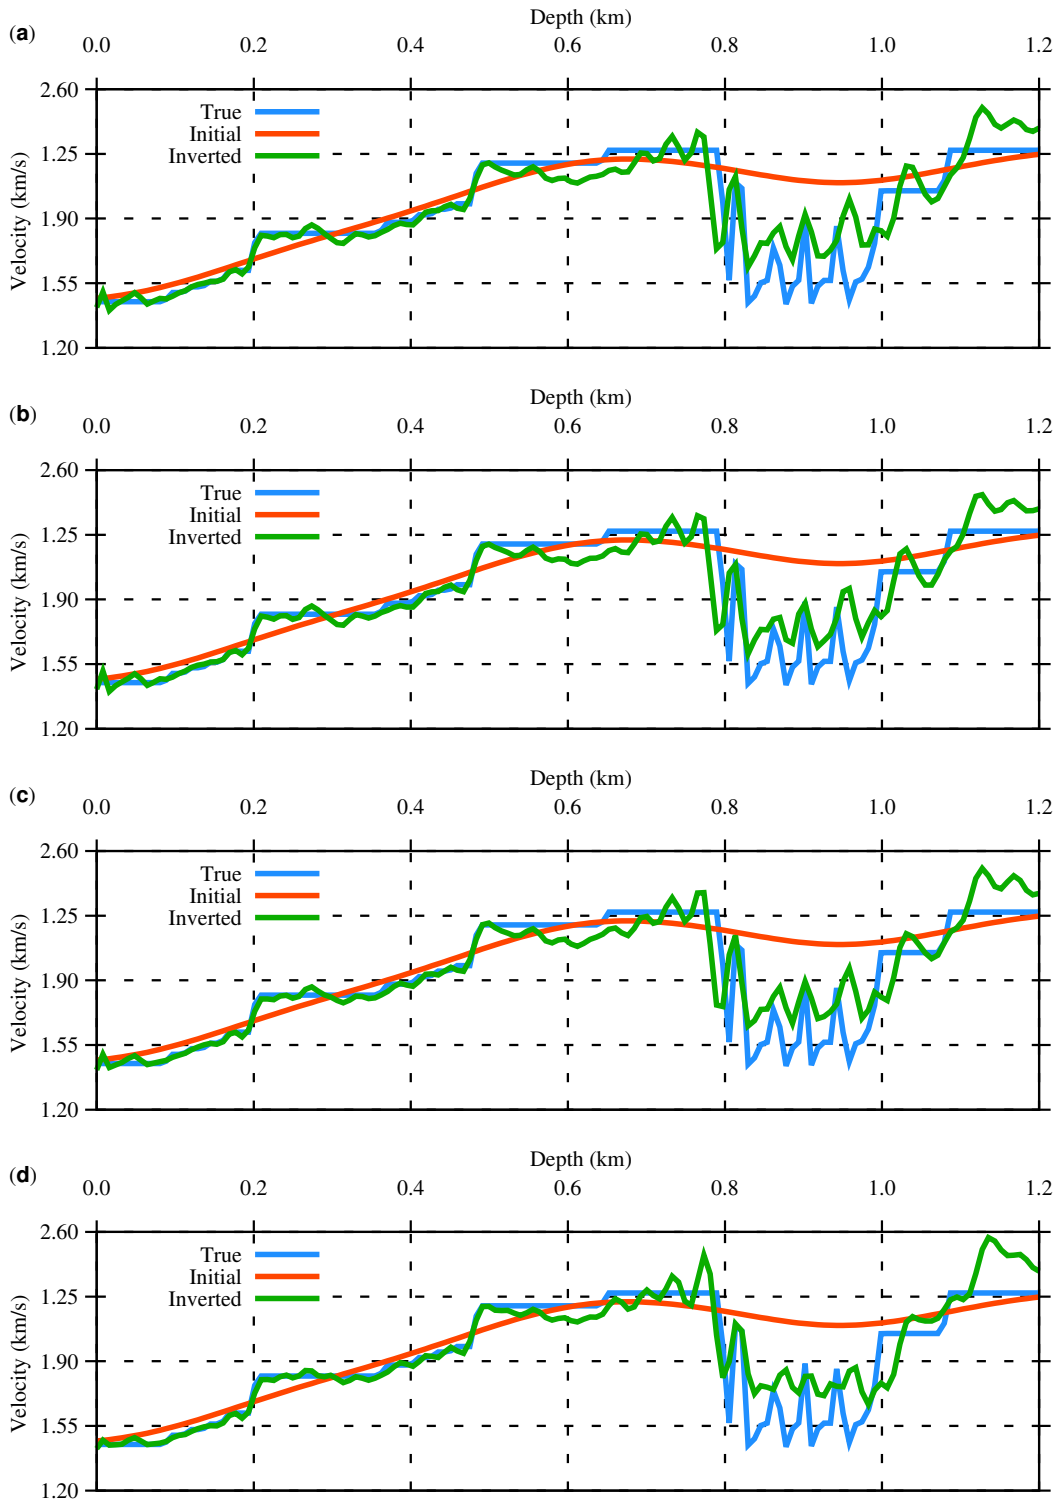 (a)
Depth (km)
0.0 0.2 0.4 0.6 0.8 1.0 1.2
2.60
1.25
1.90
1.55
1.20
Velocity (km/s)
True
Initial
Inverted
(b)
Depth (km)
0.0 0.2 0.4 0.6 0.8 1.0 1.2
2.60
1.25
1.90
1.55
1.20
Velocity (km/s)
True
Initial
Inverted
(c)
Depth (km)
0.0 0.2 0.4 0.6 0.8 1.0 1.2
2.60
1.25
1.90
1.55
1.20
Velocity (km/s)
True
Initial
Inverted
(d)
Depth (km)
0.0 0.2 0.4 0.6 0.8 1.0 1.2
2.60
1.25
1.90
1.55
1.20
Velocity (km/s)
True
Initial
Inverted